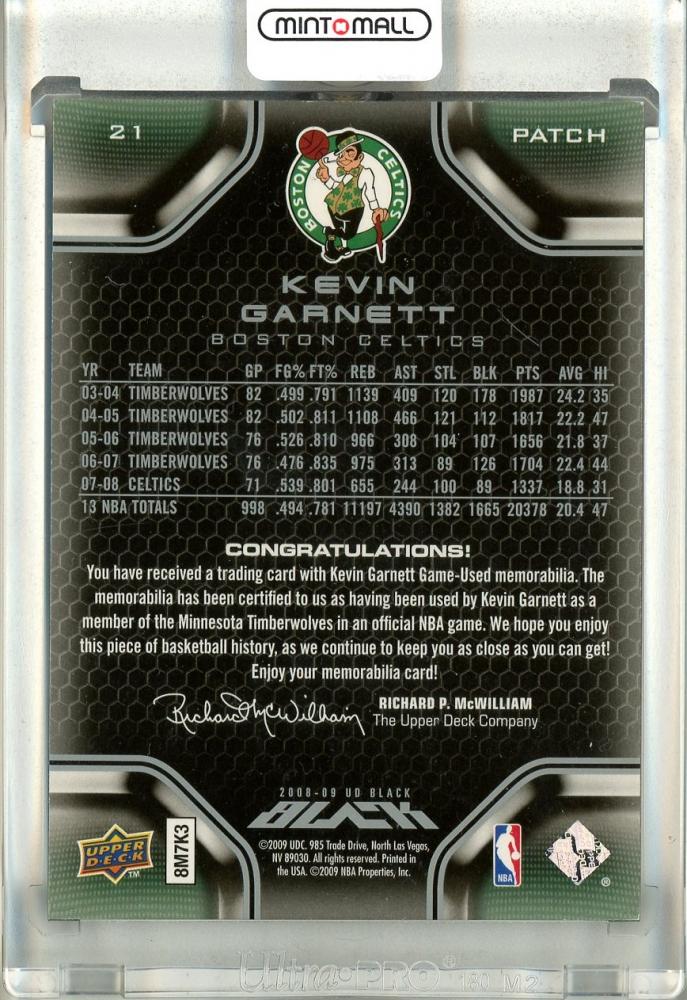 MINT MALL
21
PATCH
BOSTON CELTICS
KEVIN
GARNETT
BOSTON CELTICS
YR TEAM GP FG% FT% REB AST STL BLK PTS AVG HI
03-04 TIMBERWOLVES 82 .499 .791 1139 409 120 178 1987 24.2 35
04-05 TIMBERWOLVES 82 .502 .811 1108 466 121 112 1817 22.2 47
05-06 TIMBERWOLVES 76 .526 .810 966 308 104 107 1656 21.8 37
06-07 TIMBERWOLVES 76 .476 .835 975 313 89 126 1704 22.4 44
07-08 CELTICS 71 .539 .801 655 244 100 89 1337 18.8 31
13 NBA TOTALS 998 .494 .781 11197 4390 1382 1665 20378 20.4 47
CONGRATULATIONS!
You have received a trading card with Kevin Garnett Game-Used memorabilia. The
memorabilia has been certified to us as having been used by Kevin Garnett as a
member of the Minnesota Timberwolves in an official NBA game. We hope you enjoy
this piece of basketball history, as we continue to keep you as close as you can get!
Enjoy your memorabilia card!
Richard McWilliam
RICHARD P. McWILLIAM
The Upper Deck Company
2008-09 UD BLACK
BLACK
©2009 UDC. 985 Trade Drive, North Las Vegas,
NV 89030. All rights reserved. Printed in
the USA. ©2009 NBA Properties, Inc.
UPPER
DECK
TM
8M7K3
NBA
®
Ultra·PRO® 180 M2